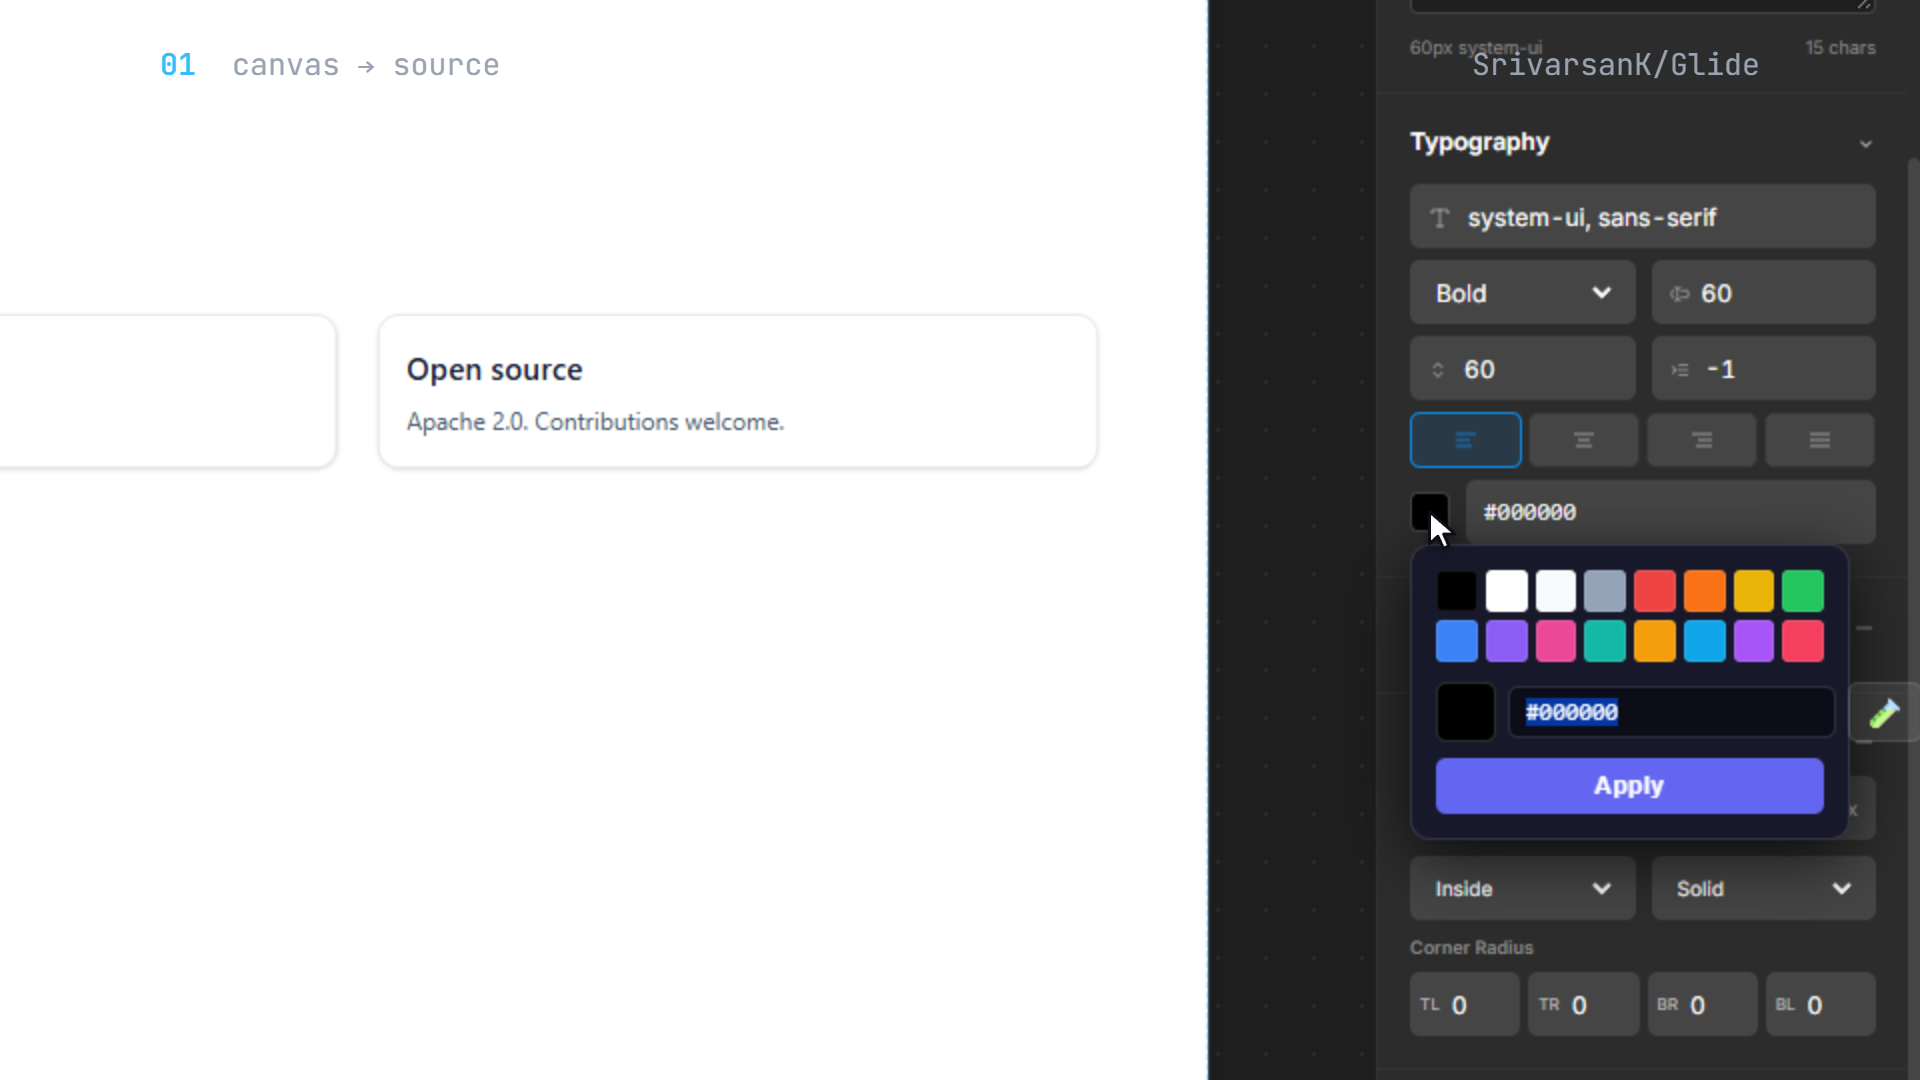 01 canvas → source
60px system-ui
15 chars
SrivarsanK/Glide
Typography
system-ui, sans-serif
Bold
60
60
-1
#000000
Open source
Apache 2.0. Contributions welcome.
#000000
Apply
x
Inside
Solid
Corner Radius
TL 0
TR 0
BR 0
BL 0